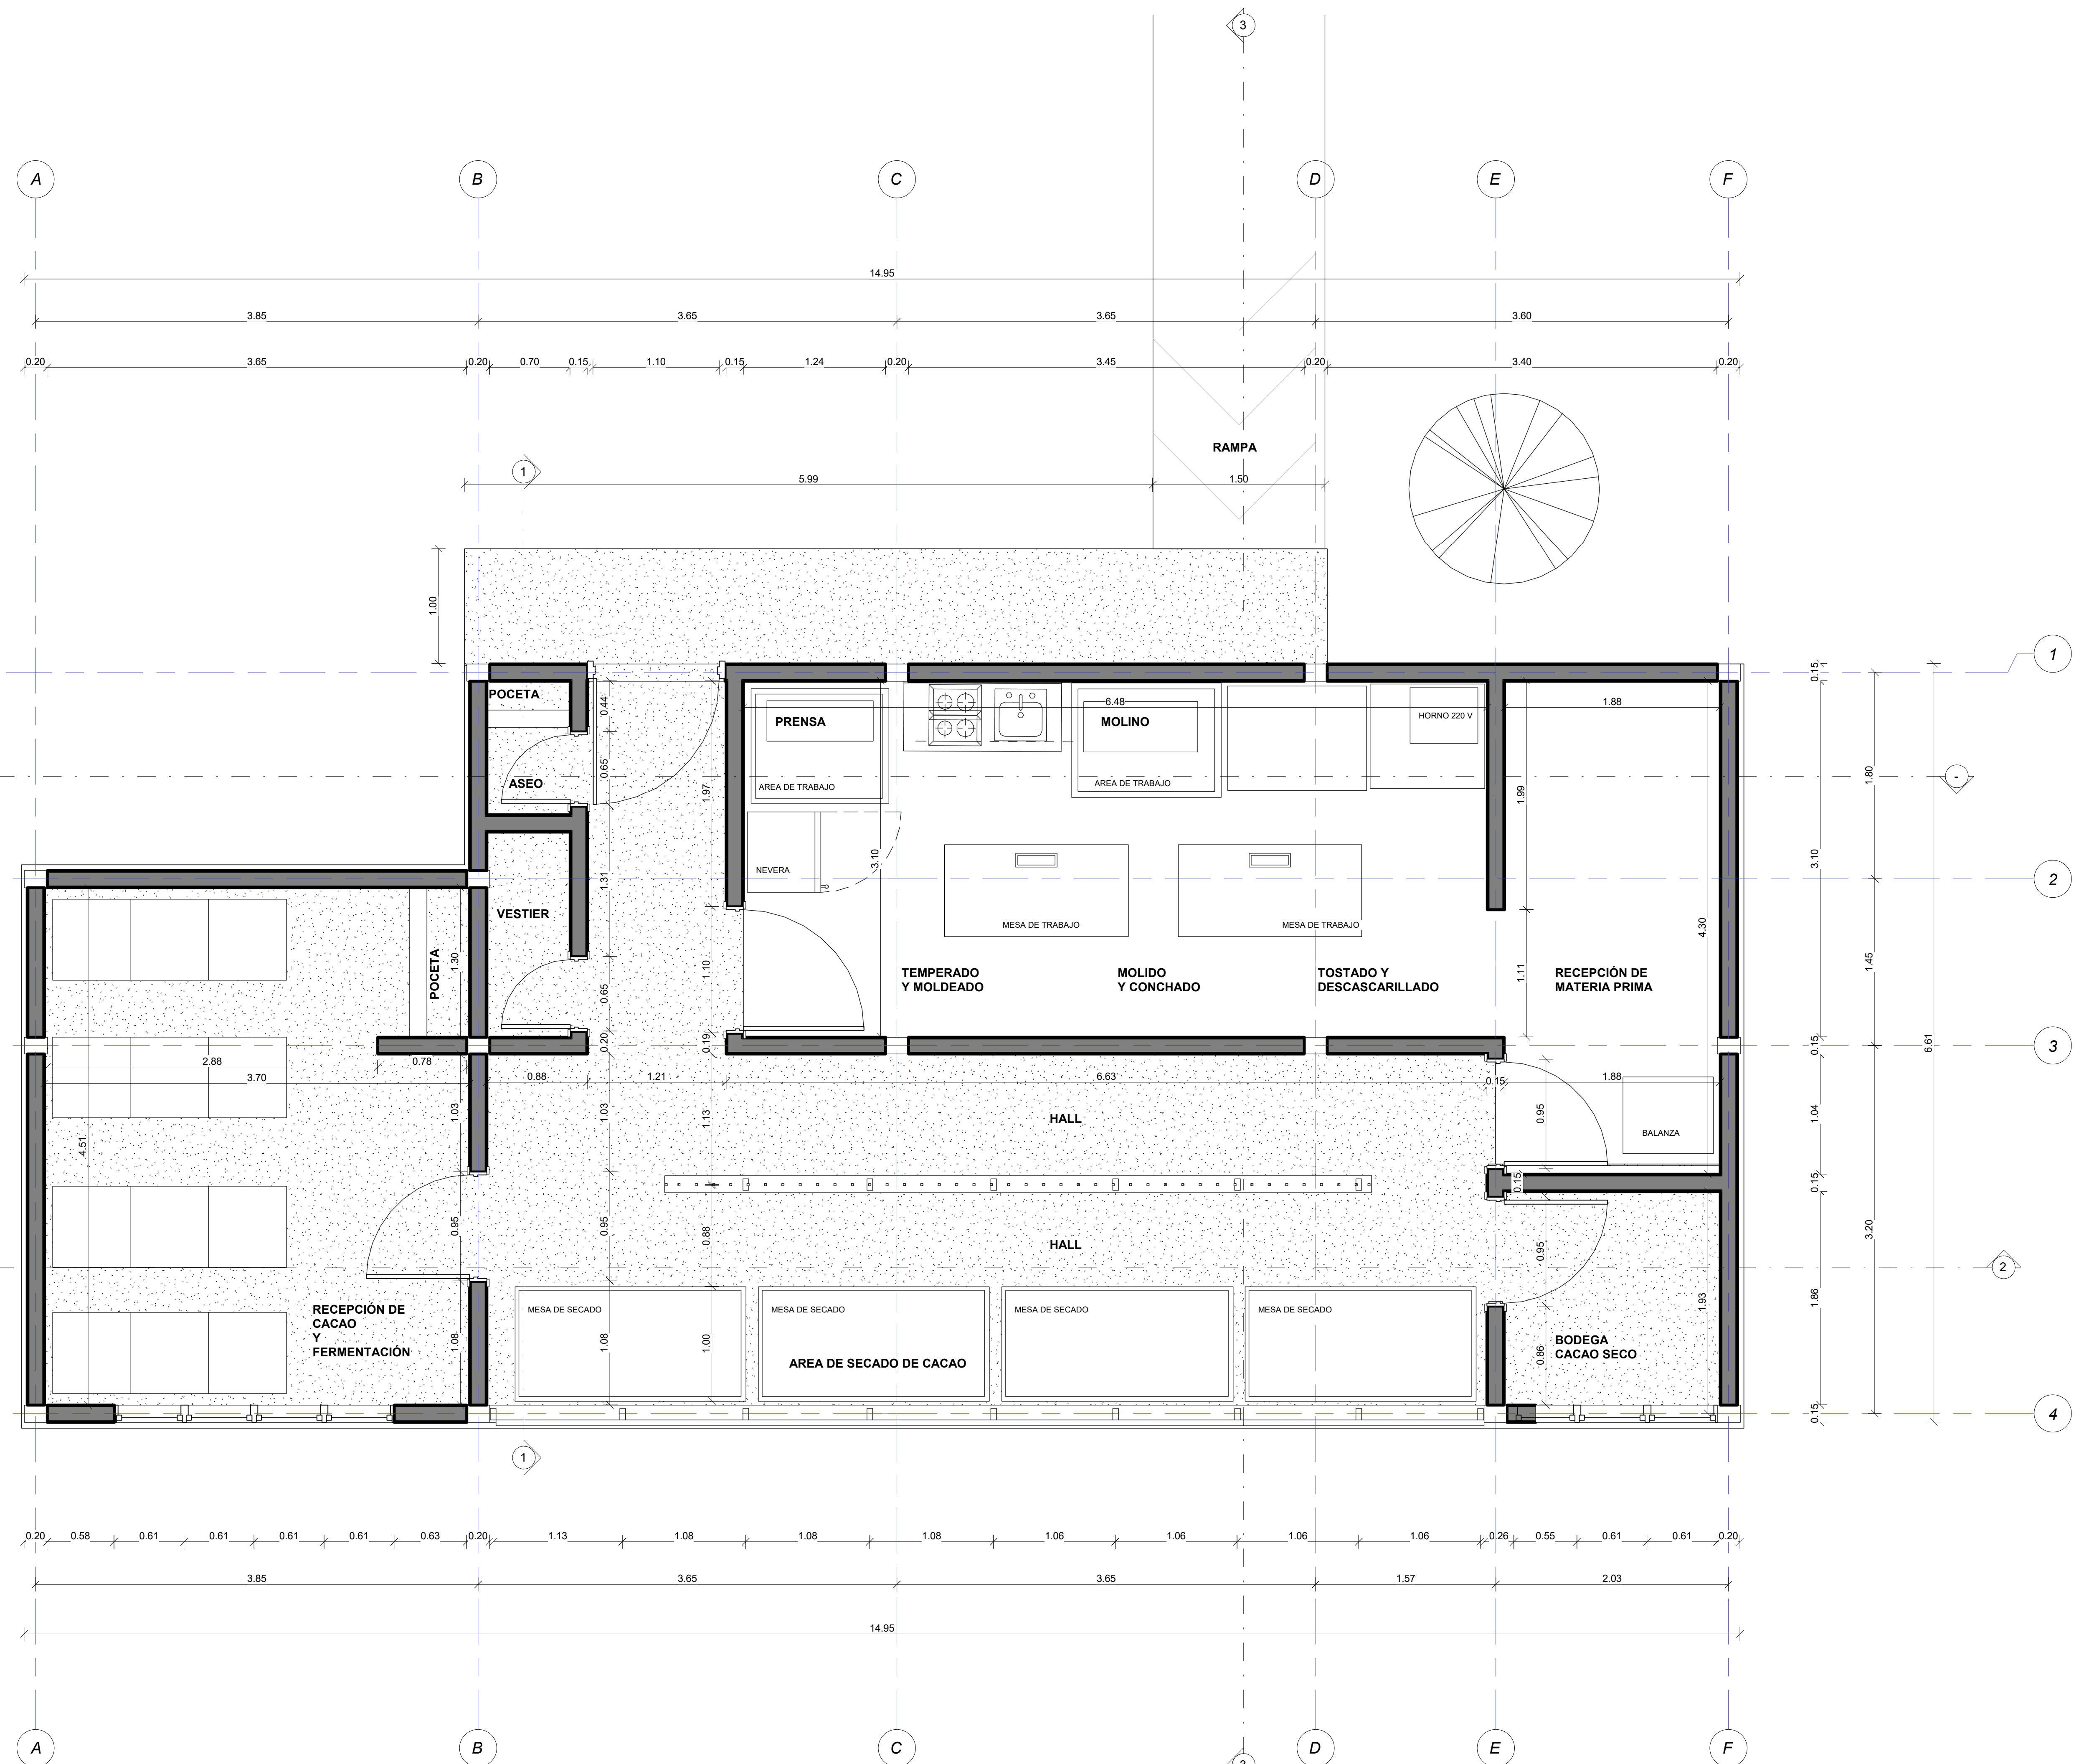 3
A B C D E F
14.95
3.85 3.65 3.65 3.60
0.20 3.65 0.20 0.70 0.15 1.10 0.15 1.24 0.20 3.45 0.20 3.40 0.20
RAMPA
1
5.99 1.50
1.00
1
POCETA
0.44
PRENSA
6.48
MOLINO
HORNO 220 V
1.88
0.15
ASEO
0.65
1.97
AREA DE TRABAJO
AREA DE TRABAJO
1.99
1.80
-
3.10
NEVERA
1.31
3.10
2
VESTIER
MESA DE TRABAJO
MESA DE TRABAJO
4.30
1.45
POCETA
1.30
0.65
1.10
TEMPERADO
Y MOLDEADO
MOLIDO
Y CONCHADO
TOSTADO Y
DESCASCARILLADO
1.11
RECEPCIÓN DE
MATERIA PRIMA
0.20
0.19
0.15
3
6.61
2.88 0.78
3.70
0.88 1.21 6.63 0.15 1.88
4.51
1.03
1.03
1.13
HALL
0.95
BALANZA
1.04
0.15
0.15
0.95
0.95
0.88
HALL
0.95
3.20
2
RECEPCIÓN DE
CACAO
Y
FERMENTACIÓN
1.08
1.08
1.00
MESA DE SECADO
MESA DE SECADO
MESA DE SECADO
MESA DE SECADO
AREA DE SECADO DE CACAO
0.86
BODEGA
CACAO SECO
1.93
1.86
0.15
4
1
0.20 0.58 0.61 0.61 0.61 0.61 0.63 0.20 1.13 1.08 1.08 1.08 1.06 1.06 1.06 1.06 0.26 0.55 0.61 0.61 0.20
3.85 3.65 3.65 1.57 2.03
14.95
A B C D E F
3